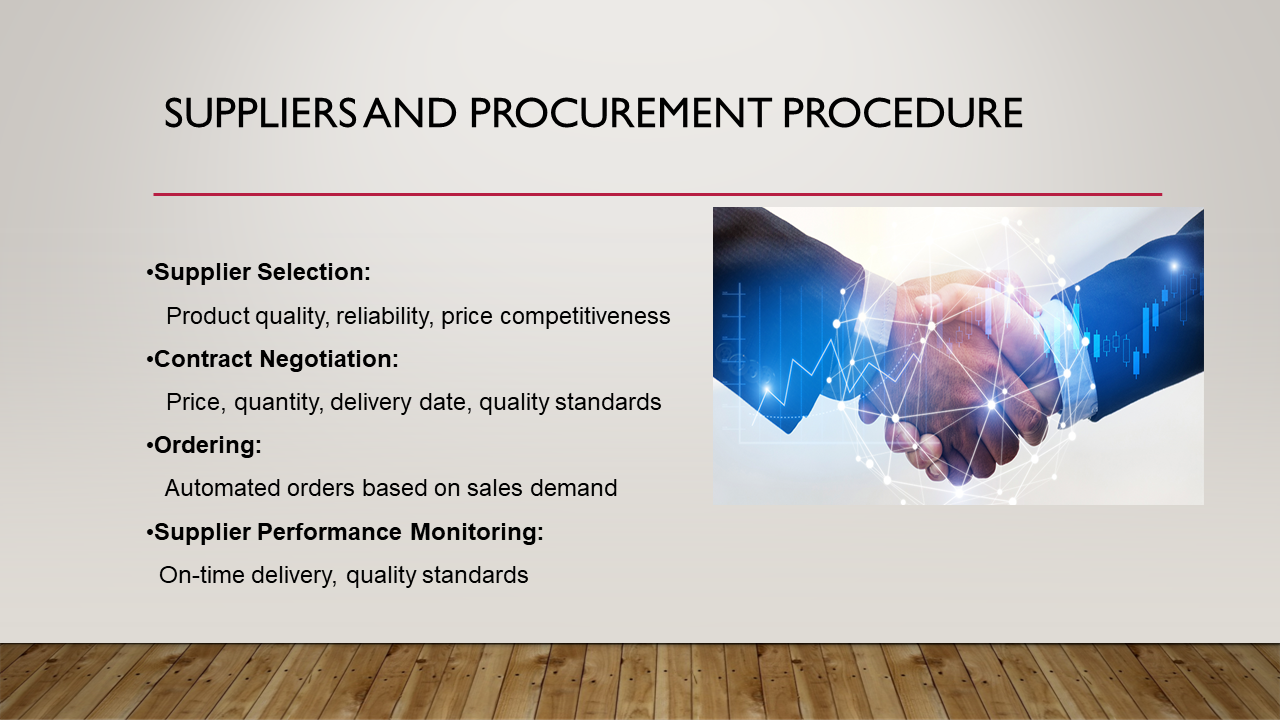 SUPPLIERS AND PROCUREMENT PROCEDURE
•Supplier Selection:
Product quality, reliability, price competitiveness
•Contract Negotiation:
Price, quantity, delivery date, quality standards
•Ordering:
Automated orders based on sales demand
•Supplier Performance Monitoring:
On-time delivery, quality standards